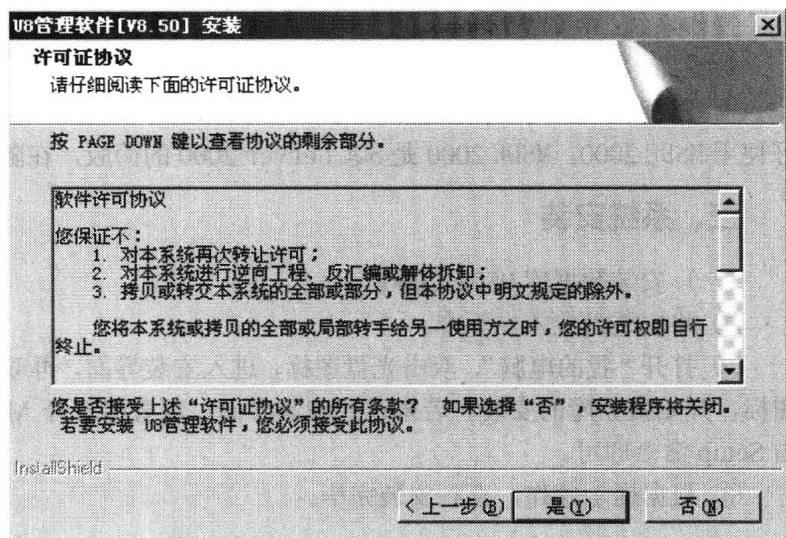 U8管理软件[V8.50] 安装
许可证协议
请仔细阅读下面的许可证协议。
按 PAGE DOWN 键以查看协议的剩余部分。
软件许可协议
您保证不：
1. 对本系统再次转让许可；
2. 对本系统进行逆向工程、反汇编或解体拆卸；
3. 拷贝或转交本系统的全部或部分，但本协议中明文规定的除外。
您将本系统或拷贝的全部或局部转手给另一使用方之时，您的许可权即自行
终止。
您是否接受上述“许可证协议”的所有条款？ 如果选择“否”，安装程序将关闭。
若要安装 U8管理软件，您必须接受此协议。
InstallShield
<上一步(B) 是(Y) 否(N)